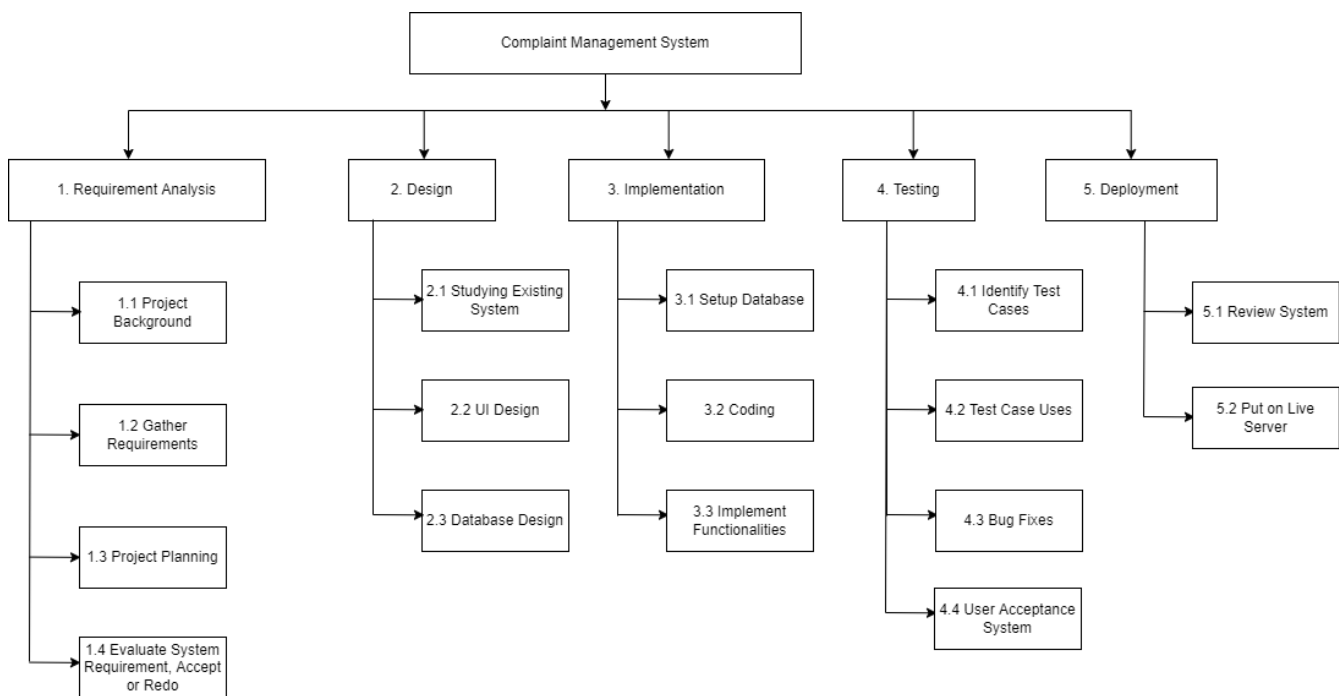 Complaint Management System
1. Requirement Analysis
2. Design
3. Implementation
4. Testing
5. Deployment
1.1 Project
Background
1.2 Gather
Requirements
1.3 Project Planning
1.4 Evaluate System
Requirement, Accept
or Redo
2.1 Studying Existing
System
2.2 UI Design
2.3 Database Design
3.1 Setup Database
3.2 Coding
3.3 Implement
Functionalities
4.1 Identify Test
Cases
4.2 Test Case Uses
4.3 Bug Fixes
4.4 User Acceptance
System
5.1 Review System
5.2 Put on Live
Server